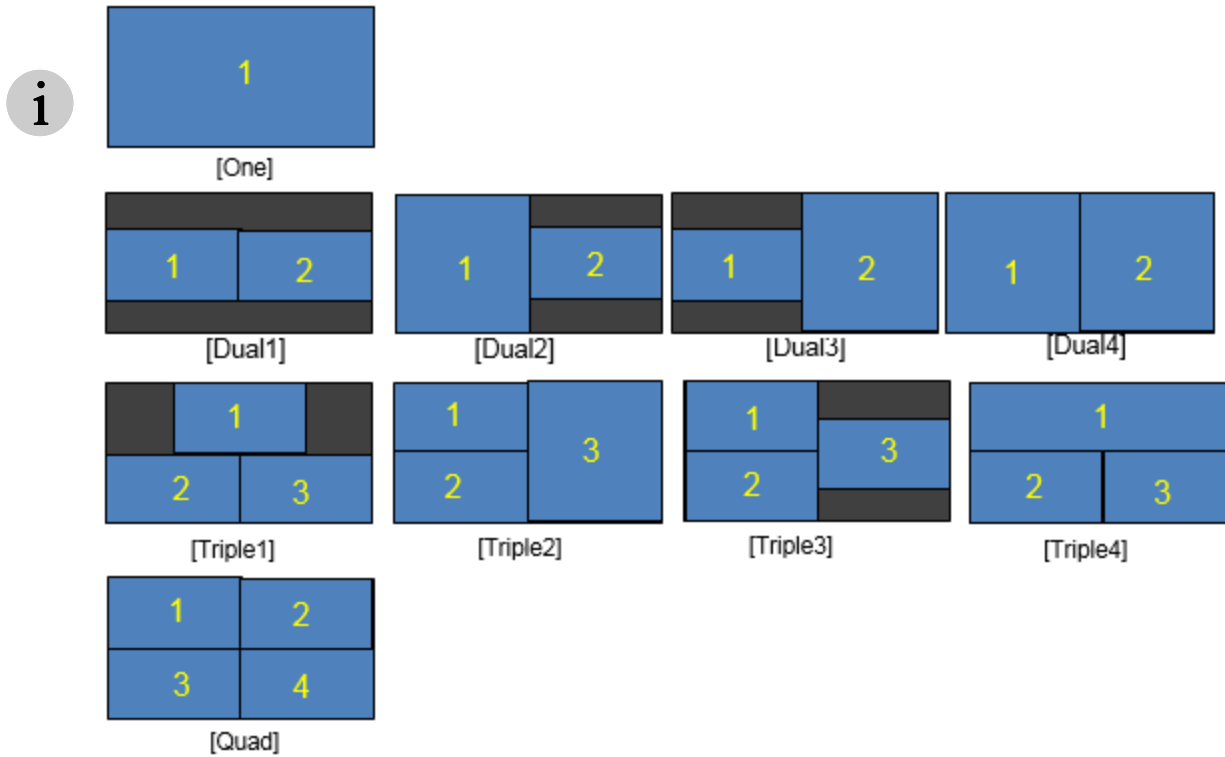 1
i
[One]
1 2 1 2 1 2 1 2
[Dual1] [Dual2] [Dual3] [Dual4]
1 1 1 1
3 3
2 3 2 2 2 3
[Triple1] [Triple2] [Triple3] [Triple4]
1 2
3 4
[Quad]